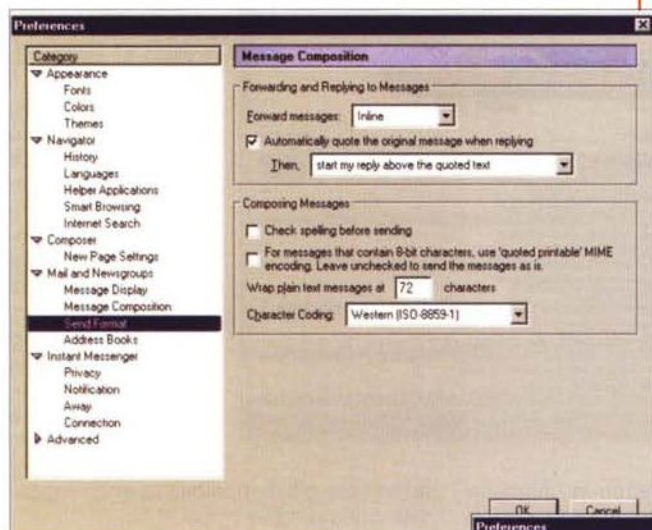 Preferences
Category
Appearance
Fonts
Colors
Themes
Navigator
History
Languages
Helper Applications
Smart Browsing
Internet Search
Composer
New Page Settings
Mail and Newsgroups
Message Display
Message Composition
Send Format
Address Books
Instant Messenger
Privacy
Notification
Away
Connection
Advanced
Message Composition
Forwarding and Replying to Messages
Forward messages: Inline
Automatically quote the original message when replying
Then, start my reply above the quoted text
Composing Messages
Check spelling before sending
For messages that contain 8-bit characters, use 'quoted printable' MIME
encoding. Leave unchecked to send the messages as is.
Wrap plain text messages at 72 characters
Character Coding: Western (ISO-8859-1)
OK Cancel
Preferences